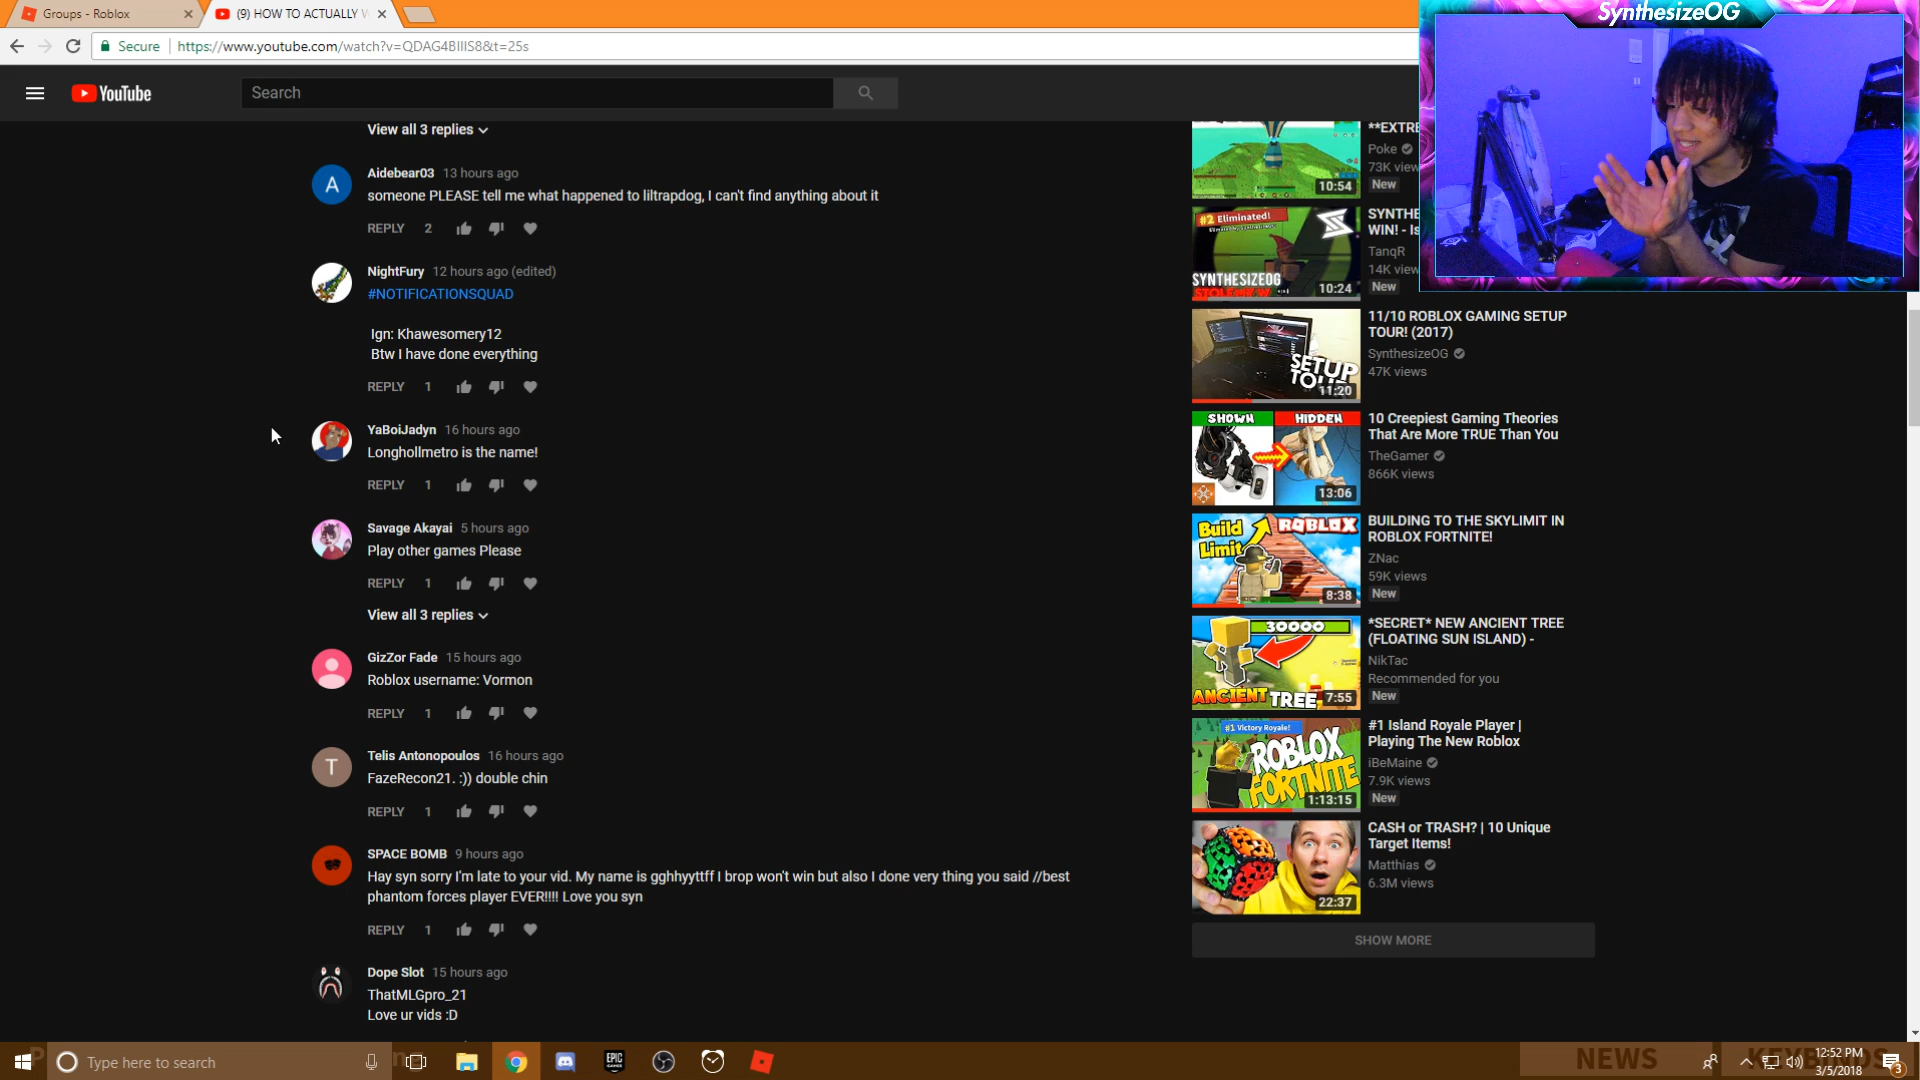 Groups - Roblox
(9) HOW TO ACTUALLY W
SynthesizeOG
Secure
https://www.youtube.com/watch?v=QDAG4BIIIS8&t=25s
YouTube
Search
View all 3 replies
Aidebear03 13 hours ago
someone PLEASE tell me what happened to liltrapdog, I can't find anything about it
REPLY 2
NightFury 12 hours ago (edited)
#NOTIFICATIONSQUAD
Ign: Khawesomery12
Btw I have done everything
REPLY 1
YaBoiJadyn 16 hours ago
Longhollmetro is the name!
REPLY 1
Savage Akayai 5 hours ago
Play other games Please
REPLY 1
View all 3 replies
GizZor Fade 15 hours ago
Roblox username: Vormon
REPLY 1
T
Telis Antonopoulos 16 hours ago
FazeRecon21. :)) double chin
REPLY 1
SPACE BOMB 9 hours ago
Hay syn sorry I'm late to your vid. My name is gghhyyttff I brop won't win but also I done very thing you said //best
phantom forces player EVER!!!! Love you syn
REPLY 1
Dope Slot 15 hours ago
ThatMLGpro_21
Love ur vids :D
A
**EXTRE
Poke
73K view
New
10:54
#2 Eliminated!
SYNTHESIZEOG
STOLE MY W
10:24
SYNTHE
WIN! - Is
TanqR
14K view
New
SETUP
TOUR
11:20
11/10 ROBLOX GAMING SETUP
TOUR! (2017)
SynthesizeOG
47K views
SHOWN
HIDDEN
13:06
10 Creepiest Gaming Theories
That Are More TRUE Than You
TheGamer
866K views
Build
Limit
ROBLOX
8:38
BUILDING TO THE SKYLIMIT IN
ROBLOX FORTNITE!
ZNac
59K views
New
30000
ANCIENT TREE
7:55
*SECRET* NEW ANCIENT TREE
(FLOATING SUN ISLAND) -
NikTac
Recommended for you
New
#1 Victory Royale!
ROBLOX
FORTNITE
1:13:15
#1 Island Royale Player |
Playing The New Roblox
iBeMaine
7.9K views
New
22:37
CASH or TRASH? | 10 Unique
Target Items!
Matthias
6.3M views
SHOW MORE
Type here to search
EPIC
GAMES
NEWS
KEYBINDS
12:52 PM
3/5/2018
3